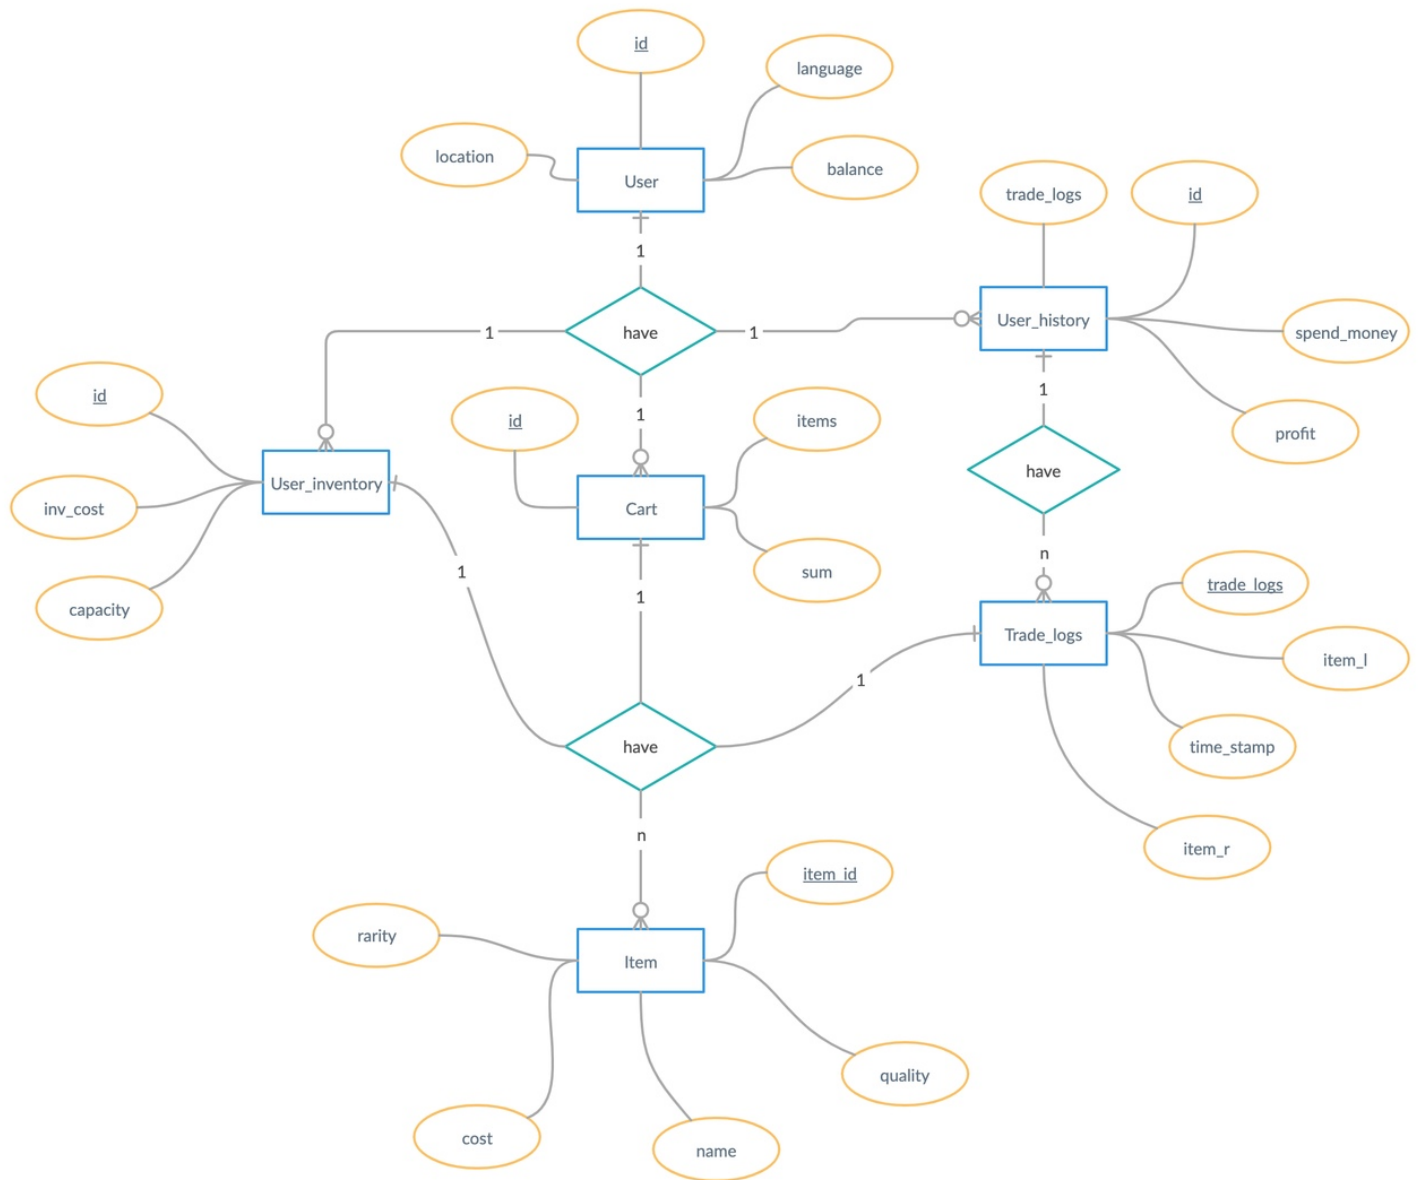 id
language
location
balance
User
trade_logs
id
1
User_history
1
have
1
spend_money
id
1
id
items
1
profit
User_inventory
have
inv_cost
Cart
n
1
sum
trade_logs
capacity
1
Trade_logs
item_l
1
have
time_stamp
n
item_r
item_id
rarity
Item
quality
cost
name